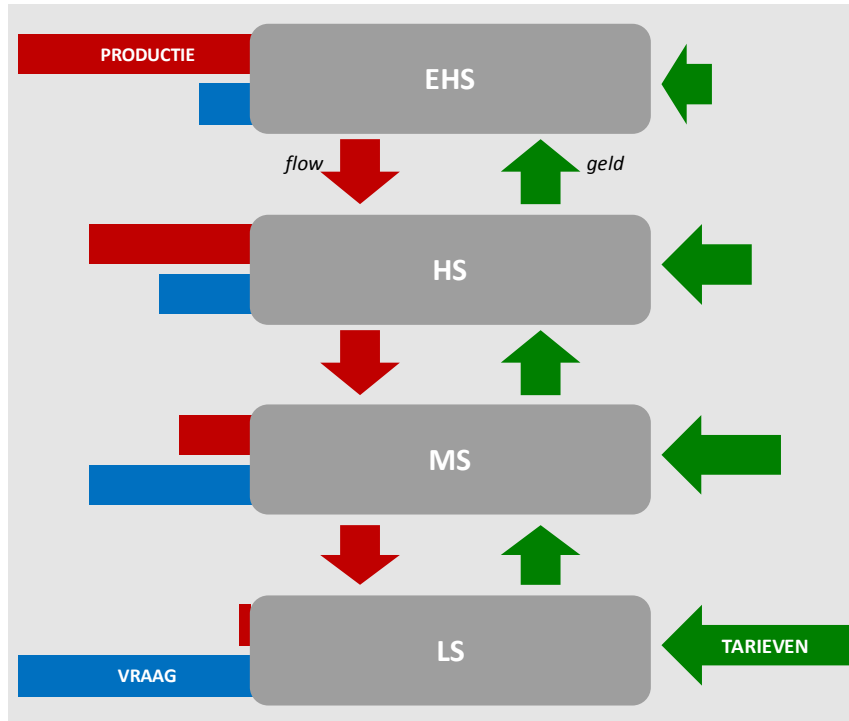 PRODUCTIE
EHS
flow
geld
HS
MS
LS
TARIEVEN
VRAAG